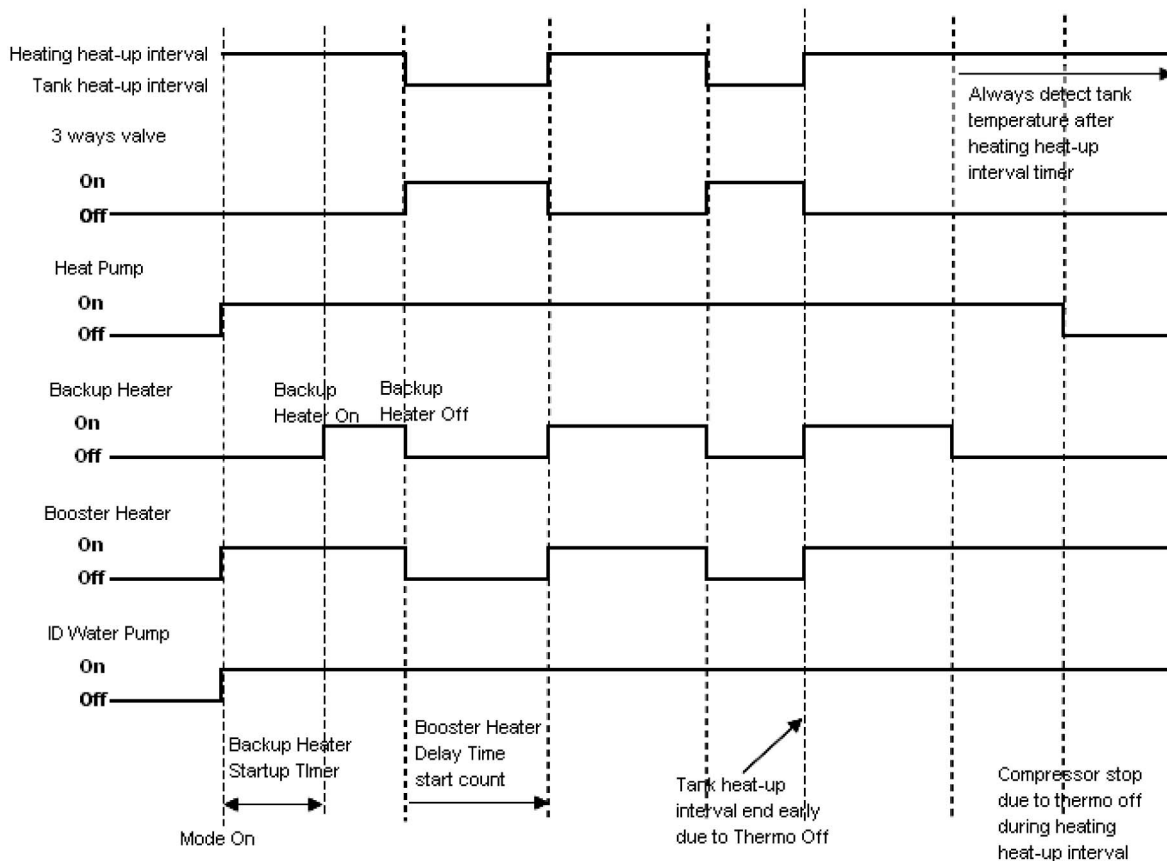 Heating heat-up interval
Tank heat-up interval
Always detect tank
temperature after
heating heat-up
interval timer
3 ways valve
On
Off
Heat Pump
On
Off
Backup Heater
On
Off
Backup
Heater On
Backup
Heater Off
Booster Heater
On
Off
ID Water Pump
On
Off
Backup Heater
Startup TImer
Mode On
Booster Heater
Delay Time
start count
Tank heat-up
interval end early
due to Thermo Off
Compressor stop
due to thermo off
during heating
heat-up interval